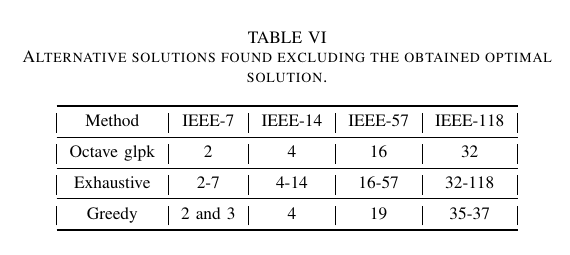 TABLE VI
ALTERNATIVE SOLUTIONS FOUND EXCLUDING THE OBTAINED OPTIMAL
SOLUTION.
Method IEEE-7 IEEE-14 IEEE-57 IEEE-118
Octave glpk 2 4 16 32
Exhaustive 2-7 4-14 16-57 32-118
Greedy 2 and 3 4 19 35-37